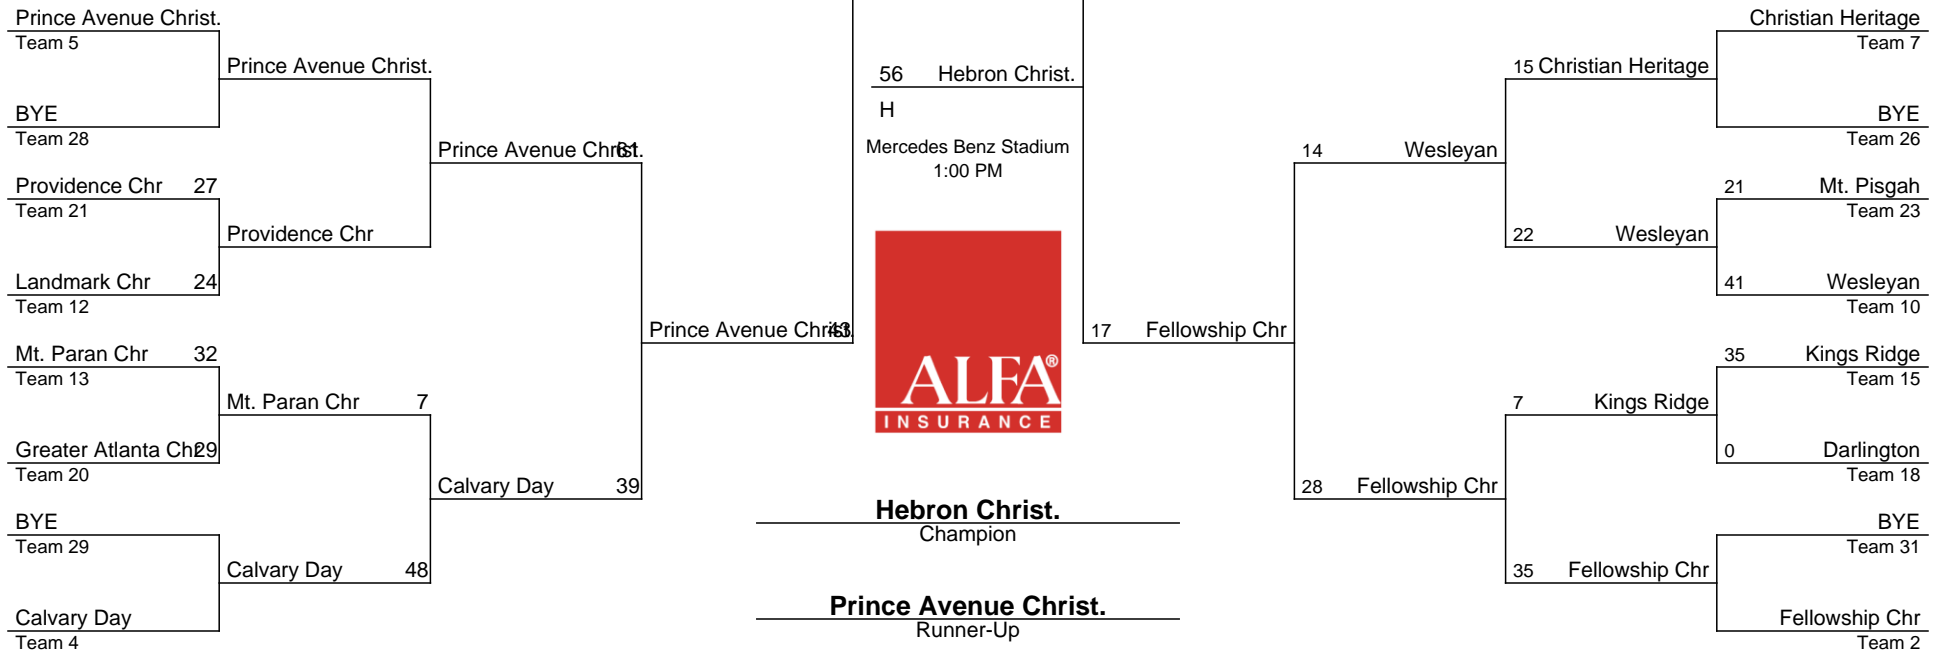 Prince Avenue Christ.
Team 5
Prince Avenue Christ.
BYE
Team 28
Prince Avenue Christ. 61
Providence Chr 27
Team 21
Providence Chr
Landmark Chr 24
Team 12
Prince Avenue Christ. 43
Mt. Paran Chr 32
Team 13
Mt. Paran Chr 7
Greater Atlanta Chr 29
Team 20
Calvary Day 39
BYE
Team 29
Calvary Day 48
Calvary Day
Team 4
56 Hebron Christ.
H
Mercedes Benz Stadium
1:00 PM
ALFA®
INSURANCE
Hebron Christ.
Champion
Prince Avenue Christ.
Runner-Up
Christian Heritage
Team 7
15 Christian Heritage
BYE
Team 26
14 Wesleyan
21 Mt. Pisgah
Team 23
22 Wesleyan
41 Wesleyan
Team 10
17 Fellowship Chr
35 Kings Ridge
Team 15
7 Kings Ridge
0 Darlington
Team 18
28 Fellowship Chr
BYE
Team 31
35 Fellowship Chr
Fellowship Chr
Team 2